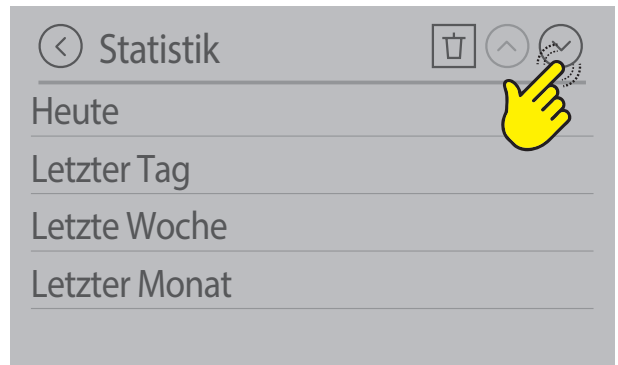 Statistik
Heute
Letzter Tag
Letzte Woche
Letzter Monat